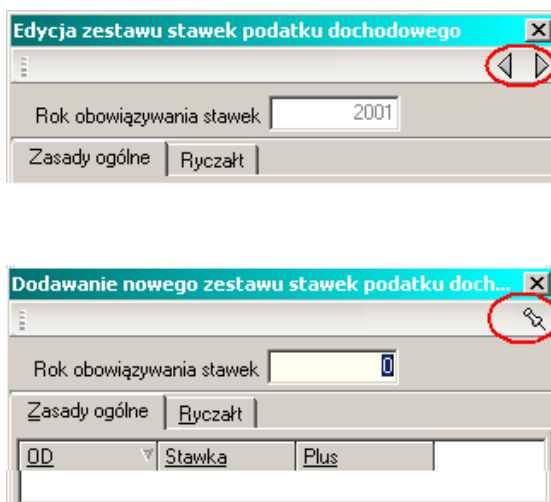 Edycja zestawu stawek podatku dochodowego
Rok obowiązywania stawek 2001
Zasady ogólne Ryczałt
Dodawanie nowego zestawu stawek podatku doch...
Rok obowiązywania stawek 0
Zasady ogólne Ryczałt
OD Stawka Plus